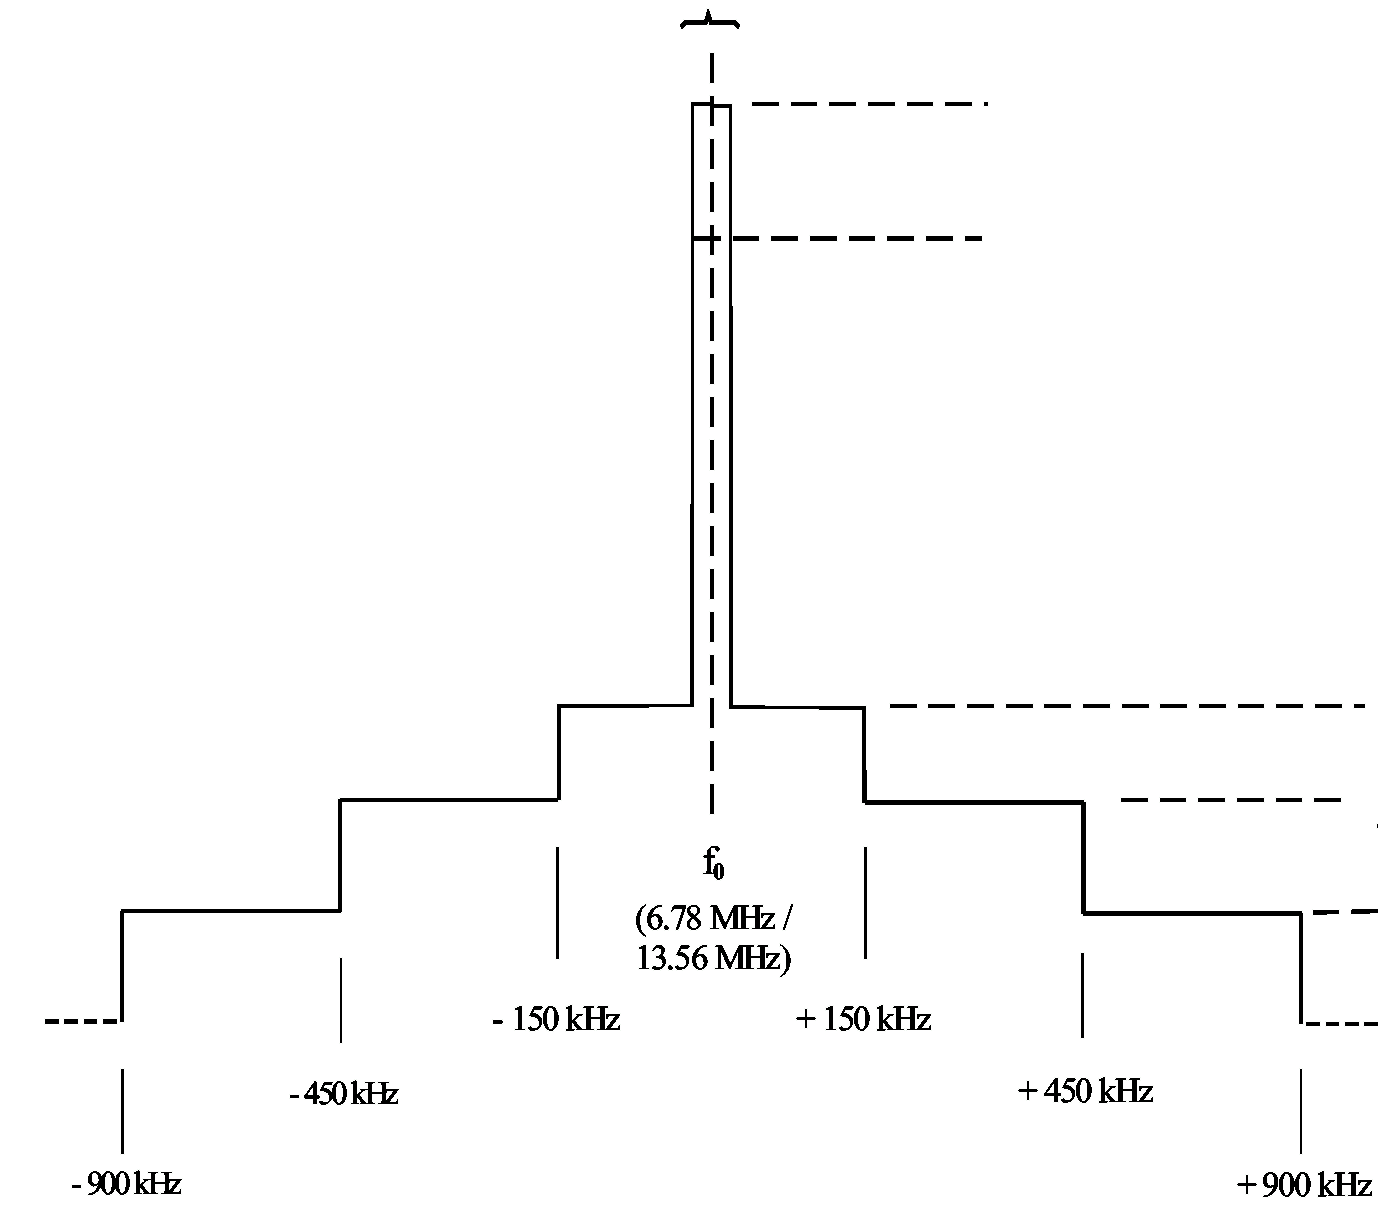 f0
(6.78 MHz /
13.56 MHz)
- 150 kHz
+ 150 kHz
- 450 kHz
+ 450 kHz
- 900 kHz
+ 900 kHz